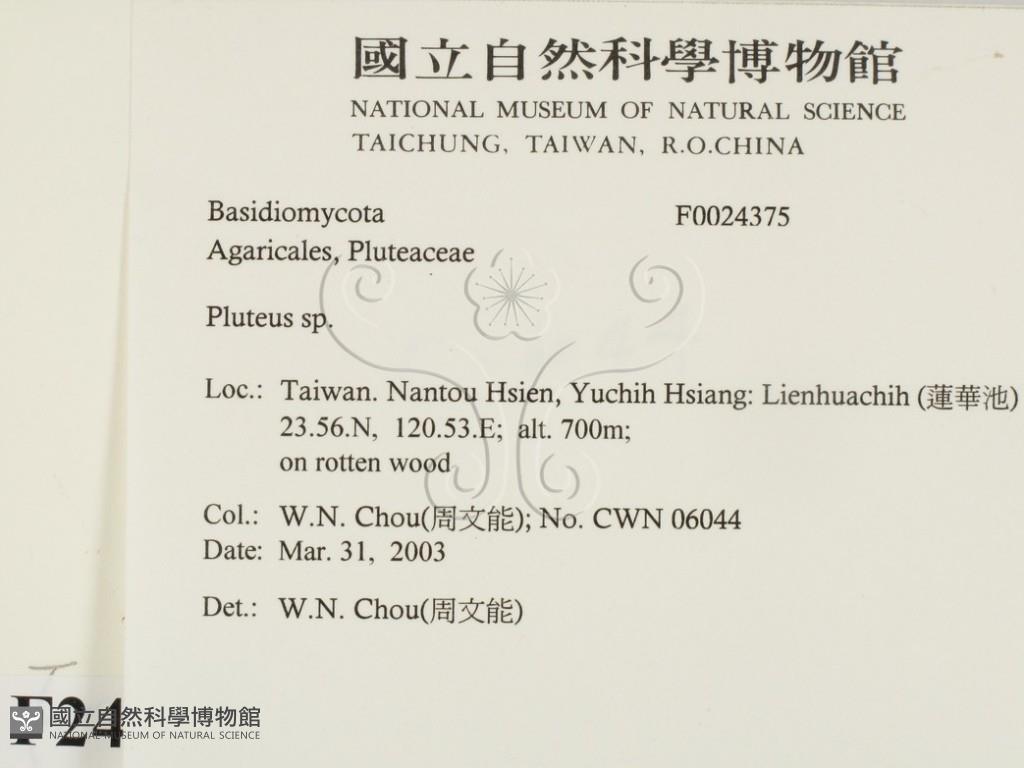 國立自然科學博物館
NATIONAL MUSEUM OF NATURAL SCIENCE
TAICHUNG, TAIWAN, R.O.CHINA
Basidiomycota F0024375
Agaricales, Pluteaceae
Pluteus sp.
Loc.: Taiwan. Nantou Hsien, Yuchih Hsiang: Lienhuachih (蓮華池)
23.56.N, 120.53.E; alt. 700m;
on rotten wood
Col.: W.N. Chou(周文能); No. CWN 06044
Date: Mar. 31, 2003
Det.: W.N. Chou(周文能)
F24
國立自然科學博物館
NATIONAL MUSEUM OF NATURAL SCIENCE